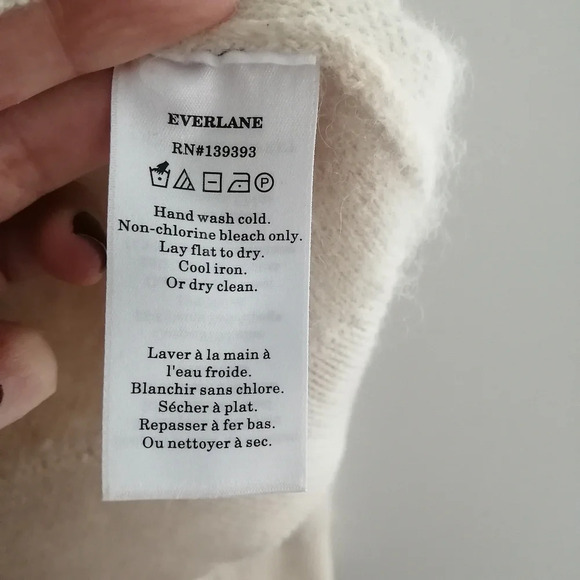 EVERLANE
RN#139393
P
Hand wash cold.
Non-chlorine bleach only.
Lay flat to dry.
Cool iron.
Or dry clean.
Laver à la main à
l'eau froide.
Blanchir sans chlore.
Sécher à plat.
Repasser à fer bas.
Ou nettoyer à sec.